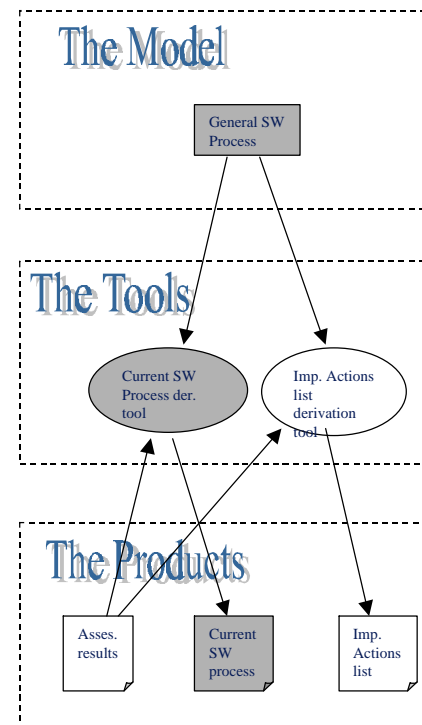 The Model
General SW
Process
The Tools
Current SW
Process der.
tool
Imp. Actions
list
derivation
tool
The Products
Asses.
results
Current
SW
process
Imp.
Actions
list